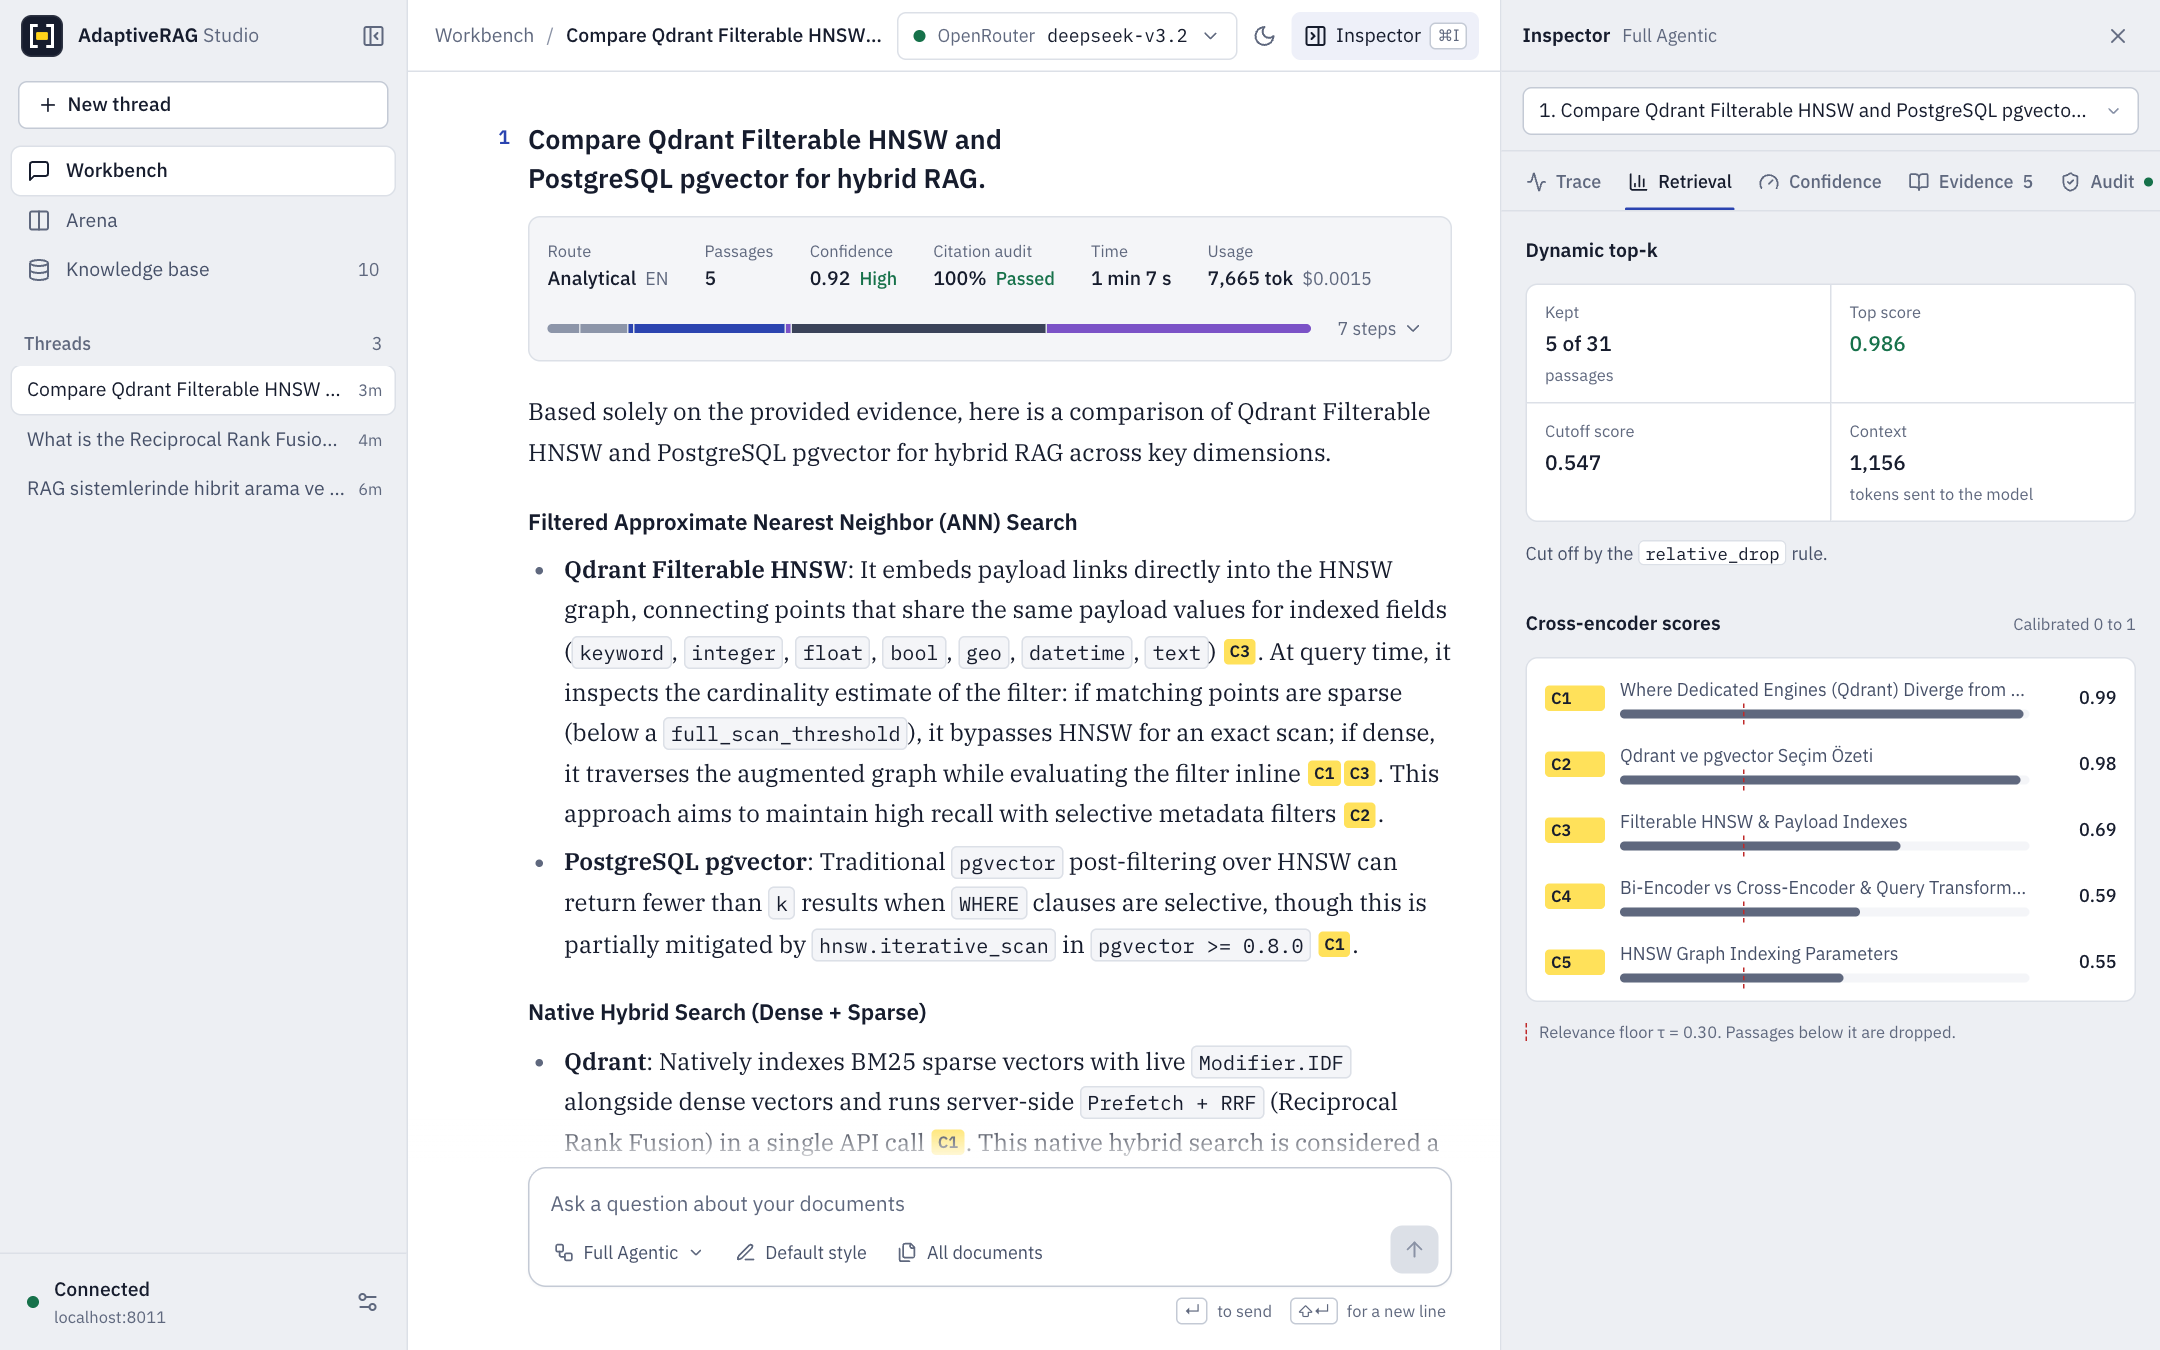 AdaptiveRAG Studio
New thread
Workbench
Arena
Knowledge base 10
Threads 3
Compare Qdrant Filterable HNSW ... 3m
What is the Reciprocal Rank Fusio... 4m
RAG sistemlerinde hibrit arama ve ... 6m
Connected
localhost:8011
Workbench / Compare Qdrant Filterable HNSW...
OpenRouter deepseek-v3.2
Inspector ⌘I
1 Compare Qdrant Filterable HNSW and
PostgreSQL pgvector for hybrid RAG.
Route Passages Confidence Citation audit Time Usage
Analytical EN 5 0.92 High 100% Passed 1 min 7 s 7,665 tok $0.0015
7 steps
Based solely on the provided evidence, here is a comparison of Qdrant Filterable
HNSW and PostgreSQL pgvector for hybrid RAG across key dimensions.
Filtered Approximate Nearest Neighbor (ANN) Search
• Qdrant Filterable HNSW: It embeds payload links directly into the HNSW
graph, connecting points that share the same payload values for indexed fields
(keyword, integer, float, bool, geo, datetime, text) C3. At query time, it
inspects the cardinality estimate of the filter: if matching points are sparse
(below a full_scan_threshold), it bypasses HNSW for an exact scan; if dense,
it traverses the augmented graph while evaluating the filter inline C1 C3. This
approach aims to maintain high recall with selective metadata filters C2.
• PostgreSQL pgvector: Traditional pgvector post-filtering over HNSW can
return fewer than k results when WHERE clauses are selective, though this is
partially mitigated by hnsw.iterative_scan in pgvector >= 0.8.0 C1.
Native Hybrid Search (Dense + Sparse)
• Qdrant: Natively indexes BM25 sparse vectors with live Modifier.IDF
alongside dense vectors and runs server-side Prefetch + RRF (Reciprocal
Rank Fusion) in a single API call C1. This native hybrid search is considered a
Ask a question about your documents
Full Agentic Default style All documents
to send for a new line
Inspector Full Agentic
1. Compare Qdrant Filterable HNSW and PostgreSQL pgvecto...
Trace Retrieval Confidence Evidence 5 Audit
Dynamic top-k
Kept
5 of 31
passages
Top score
0.986
Cutoff score
0.547
Context
1,156
tokens sent to the model
Cut off by the relative_drop rule.
Cross-encoder scores Calibrated 0 to 1
C1 Where Dedicated Engines (Qdrant) Diverge from ... 0.99
C2 Qdrant ve pgvector Seçim Özeti 0.98
C3 Filterable HNSW & Payload Indexes 0.69
C4 Bi-Encoder vs Cross-Encoder & Query Transform... 0.59
C5 HNSW Graph Indexing Parameters 0.55
Relevance floor τ = 0.30. Passages below it are dropped.